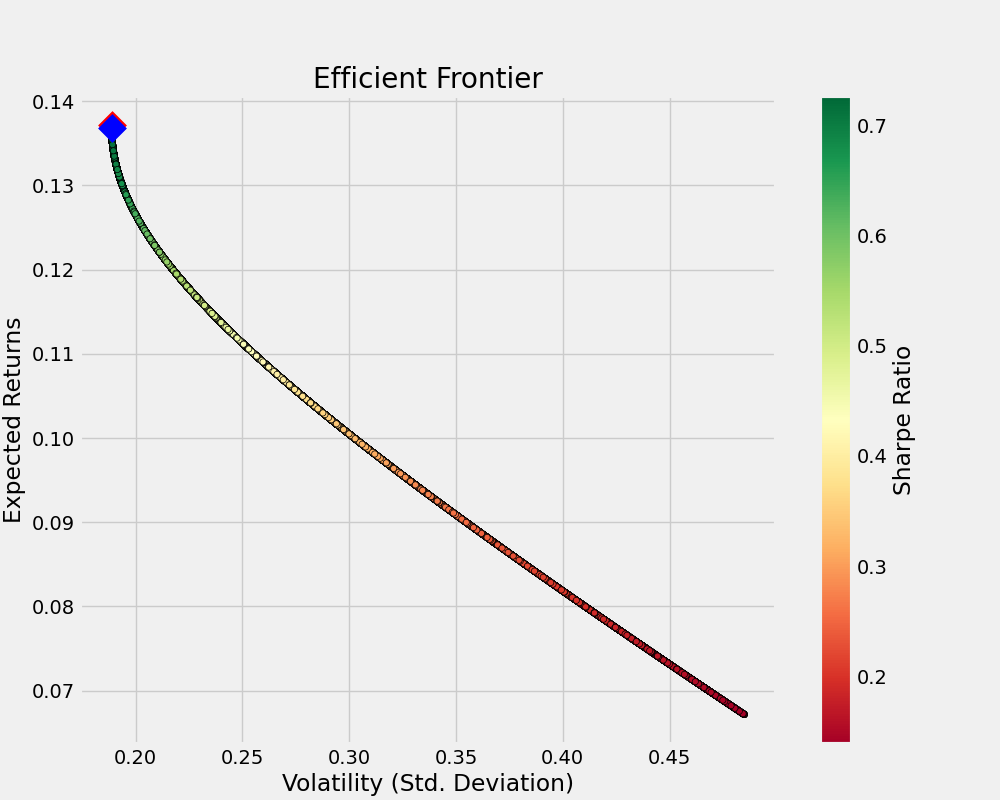 Efficient Frontier
0.14
0.13
0.12
0.11
0.10
0.09
0.08
0.07
Expected Returns
0.20 0.25 0.30 0.35 0.40 0.45
Volatility (Std. Deviation)
0.7
0.6
0.5
0.4
0.3
0.2
Sharpe Ratio